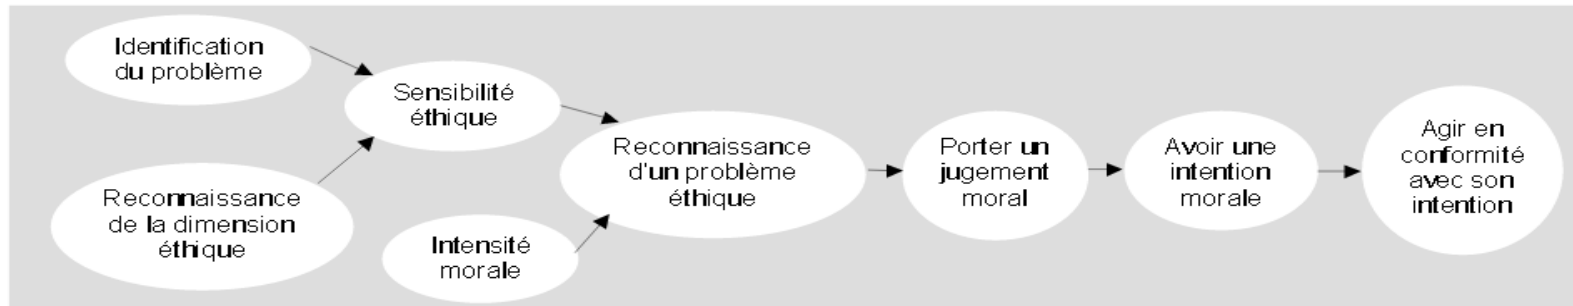 Identification
du problème
Reconnaissance
de la dimension
éthique
Sensibilité
éthique
Intensité
morale
Reconnaissance
d'un problème
éthique
Porter un
jugement
moral
Avoir une
intention
morale
Agir en
conformité
avec son
intention